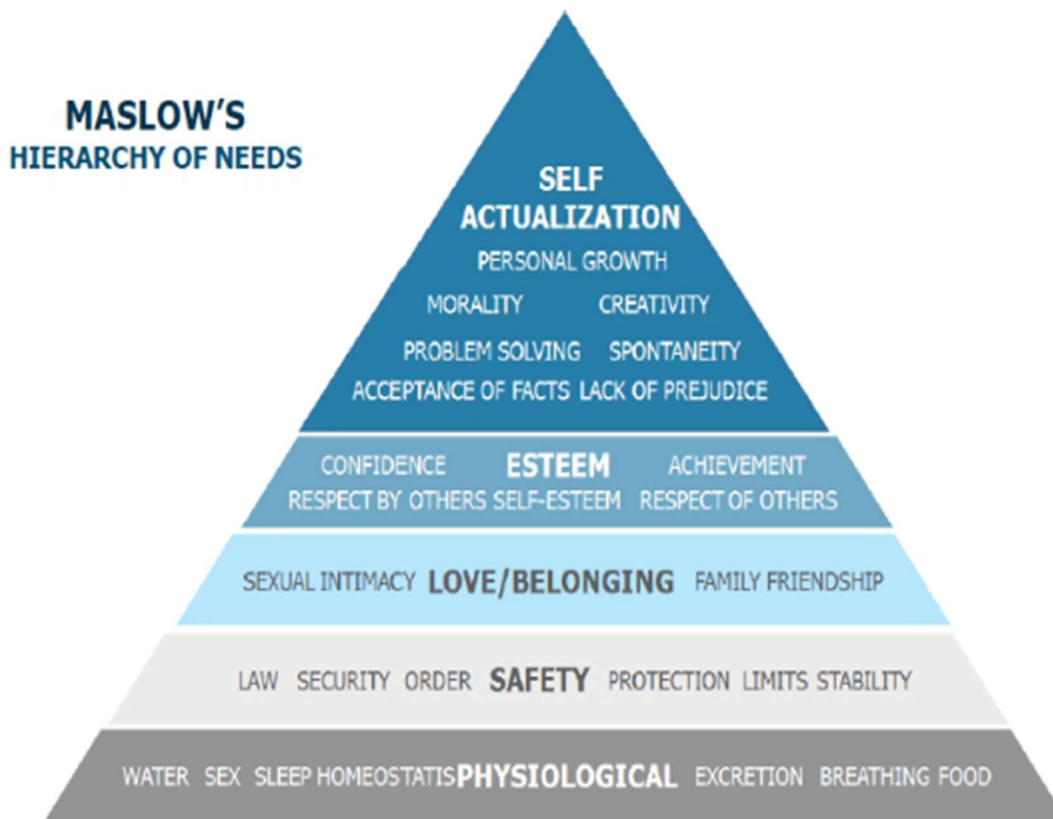 MASLOW'S
HIERARCHY OF NEEDS
SELF
ACTUALIZATION
PERSONAL GROWTH
MORALITY CREATIVITY
PROBLEM SOLVING SPONTANEITY
ACCEPTANCE OF FACTS LACK OF PREJUDICE
CONFIDENCE ESTEEM ACHIEVEMENT
RESPECT BY OTHERS SELF-ESTEEM RESPECT OF OTHERS
SEXUAL INTIMACY LOVE/BELONGING FAMILY FRIENDSHIP
LAW SECURITY ORDER SAFETY PROTECTION LIMITS STABILITY
WATER SEX SLEEP HOMEOSTATIS PHYSIOLOGICAL EXCRETION BREATHING FOOD